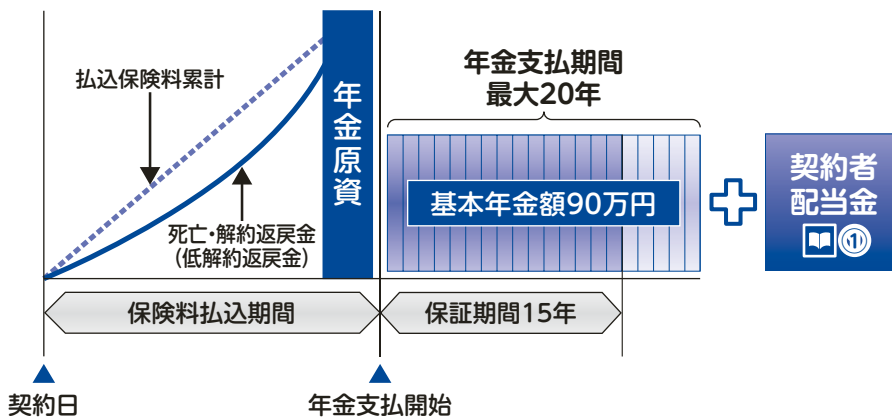 払込保険料累計
死亡・解約返戻金
(低解約返戻金)
年金原資
年金支払期間
最大20年
基本年金額90万円
契約者
配当金
①
保険料払込期間
保証期間15年
契約日
年金支払開始